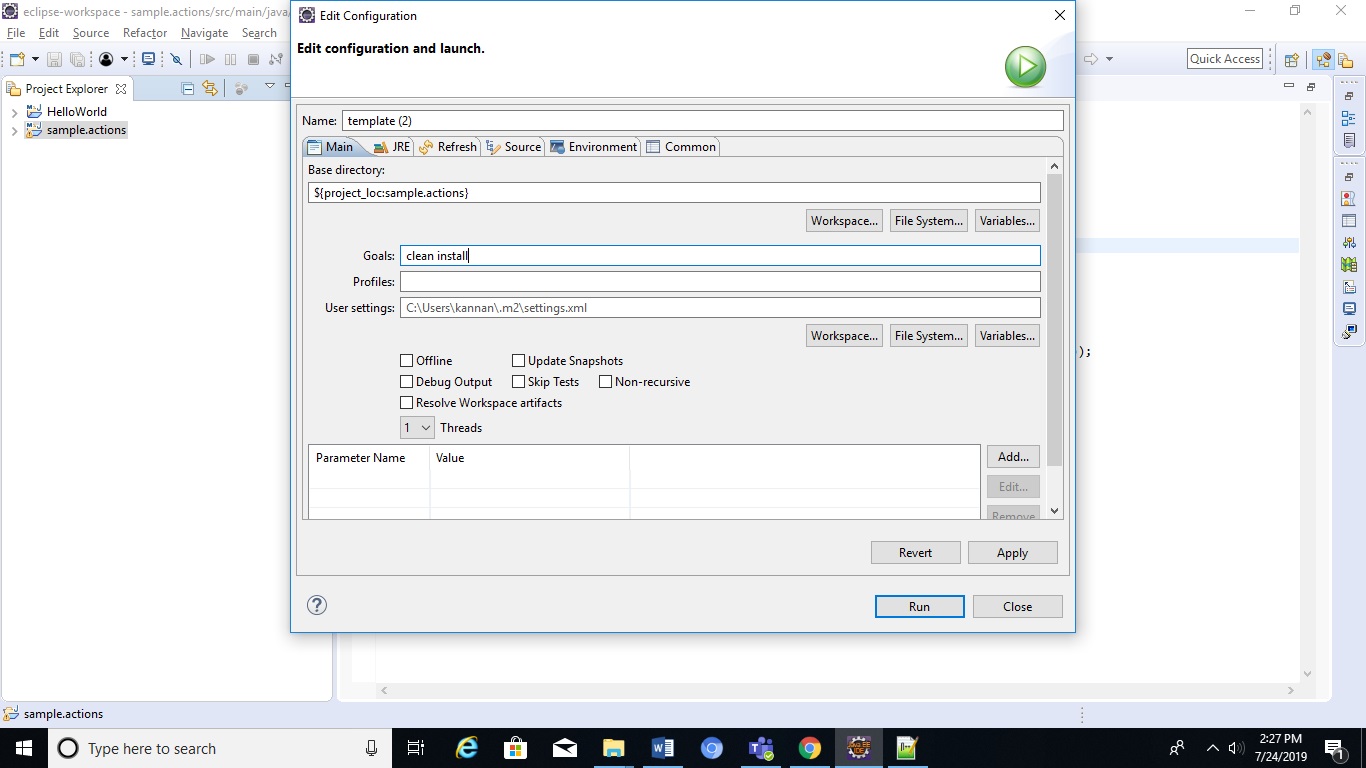 eclipse-workspace - sample.actions/src/main/java/
Edit Configuration
File Edit Source Refactor Navigate Search
Edit configuration and launch.
Quick Access
Project Explorer
HelloWorld
sample.actions
Name: template (2)
Main JRE Refresh Source Environment Common
Base directory:
${project_loc:sample.actions}
Workspace... File System... Variables...
Goals: clean install
Profiles:
User settings: C:\Users\kannan\.m2\settings.xml
Workspace... File System... Variables...
);
Offline Update Snapshots
Debug Output Skip Tests Non-recursive
Resolve Workspace artifacts
1 Threads
Parameter Name Value Add...
Edit...
Remove
Revert Apply
Run Close
sample.actions
Type here to search
2:27 PM
7/24/2019
1